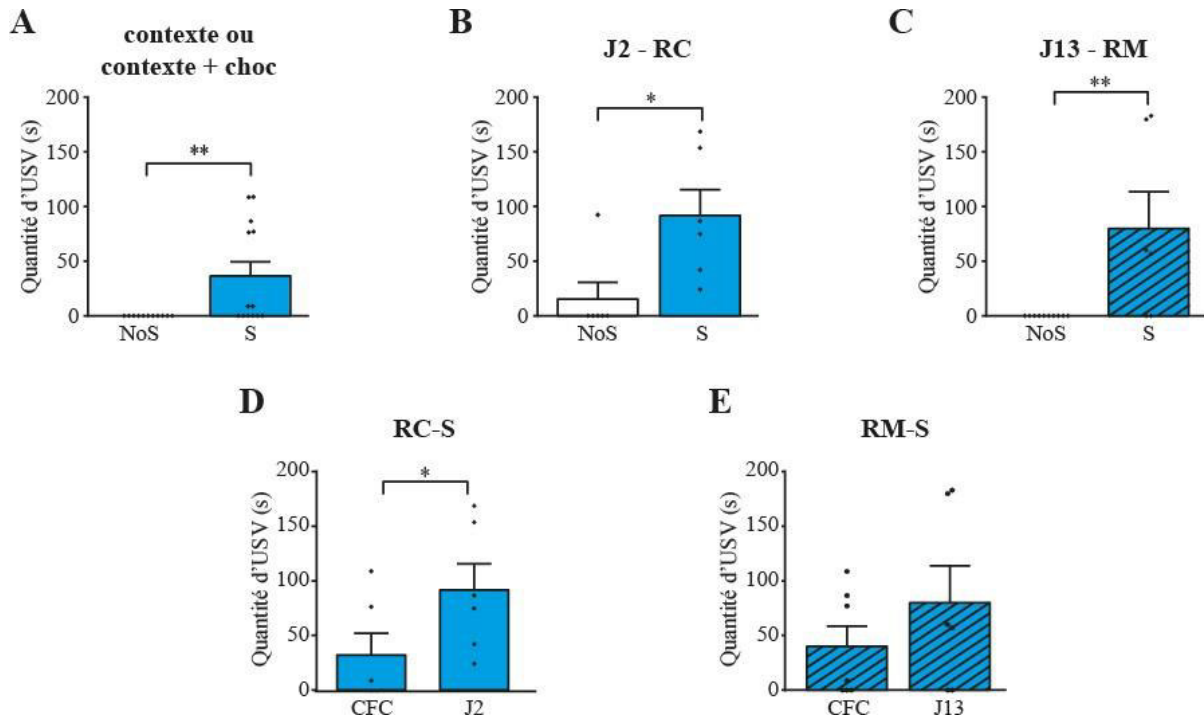 A
contexte ou
contexte + choc
Quantité d'USV (s)
200
150
100
50
0
**
NoS
S
B
J2 - RC
Quantité d'USV (s)
200
150
100
50
0
*
NoS
S
C
J13 - RM
Quantité d'USV (s)
200
150
100
50
0
**
NoS
S
D
RC-S
Quantité d'USV (s)
200
150
100
50
0
*
CFC
J2
E
RM-S
Quantité d'USV (s)
200
150
100
50
0
CFC
J13